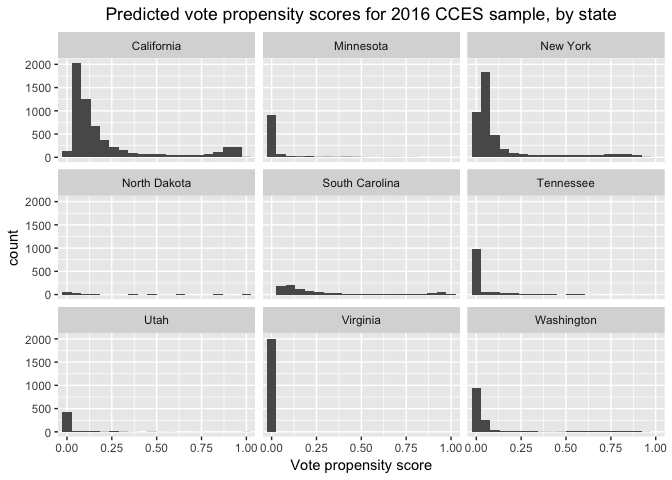 Predicted vote propensity scores for 2016 CCES sample, by state
California Minnesota New York
2000
1500
1000
500
0
North Dakota South Carolina Tennessee
2000
1500
1000
500
0
count
Utah Virginia Washington
2000
1500
1000
500
0
0.00 0.25 0.50 0.75 1.00 0.00 0.25 0.50 0.75 1.00 0.00 0.25 0.50 0.75 1.00
Vote propensity score